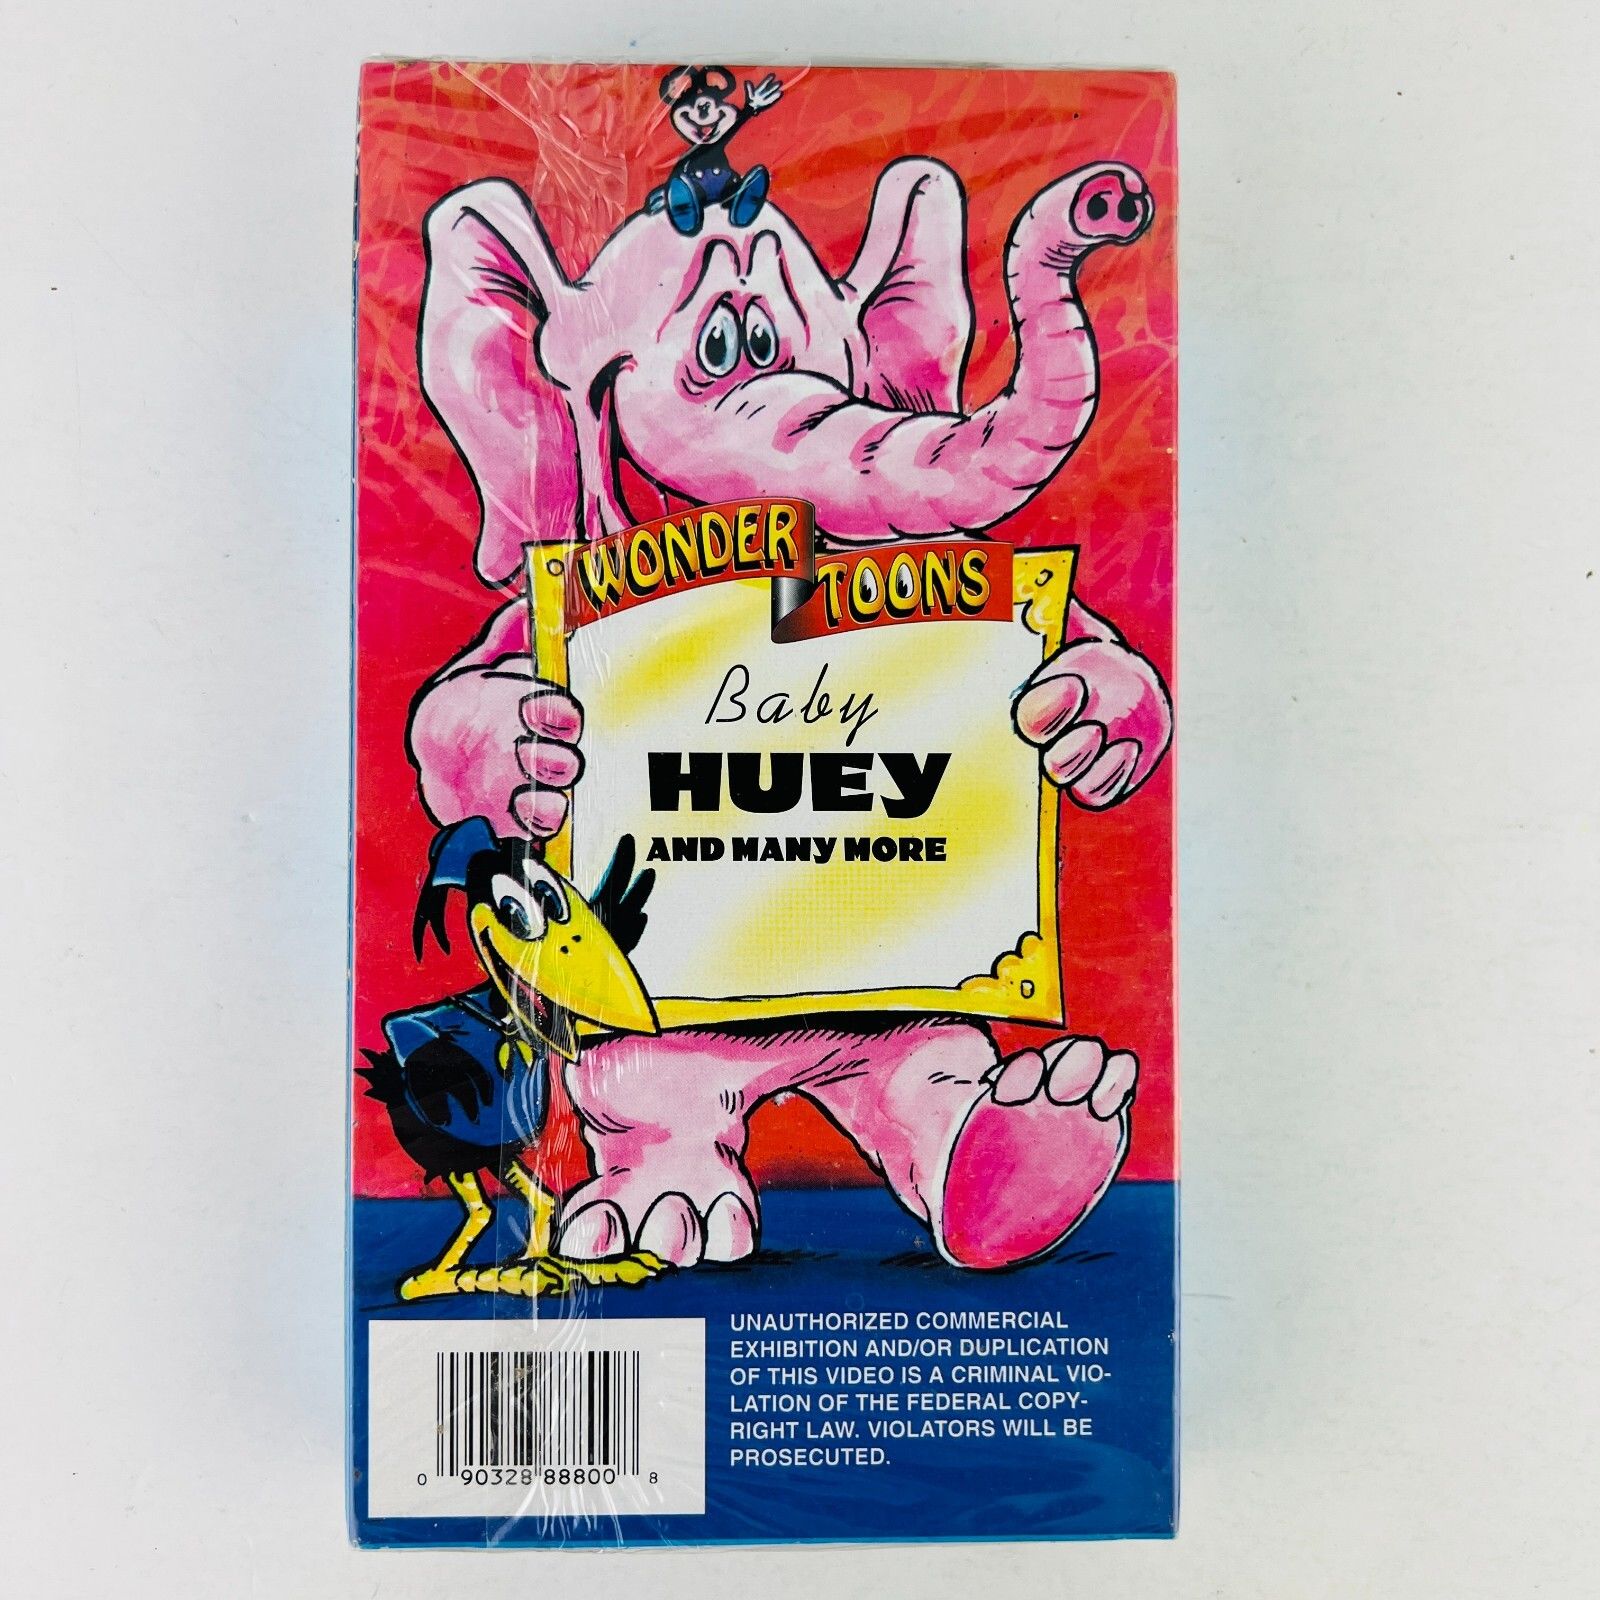 WONDER TOONS
Baby
HUEY
AND MANY MORE
UNAUTHORIZED COMMERCIAL
EXHIBITION AND/OR DUPLICATION
OF THIS VIDEO IS A CRIMINAL VIO-
LATION OF THE FEDERAL COPY-
RIGHT LAW. VIOLATORS WILL BE
PROSECUTED.
0 90328 88800 8